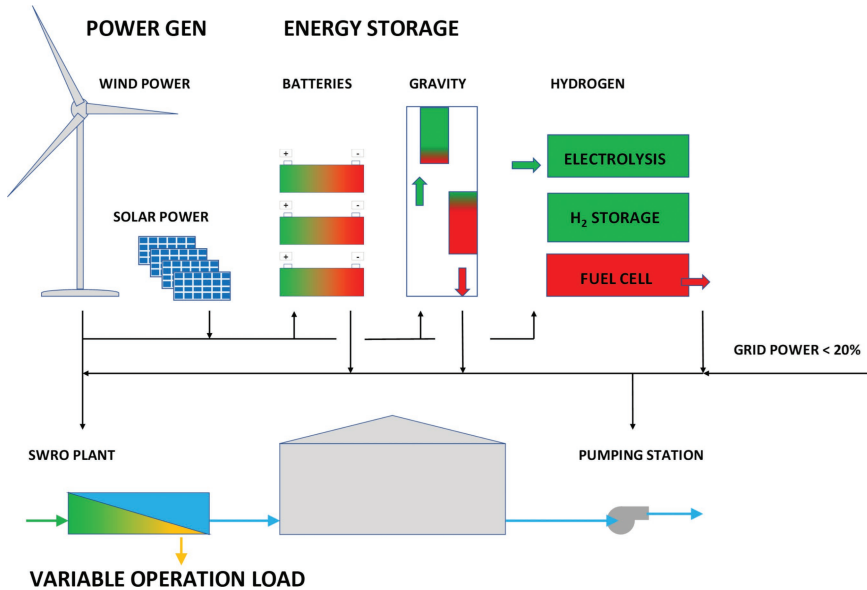 POWER GEN
ENERGY STORAGE
WIND POWER
BATTERIES
GRAVITY
HYDROGEN
+ -
ELECTROLYSIS
+ -
H₂ STORAGE
SOLAR POWER
+ -
FUEL CELL
GRID POWER < 20%
SWRO PLANT
PUMPING STATION
VARIABLE OPERATION LOAD